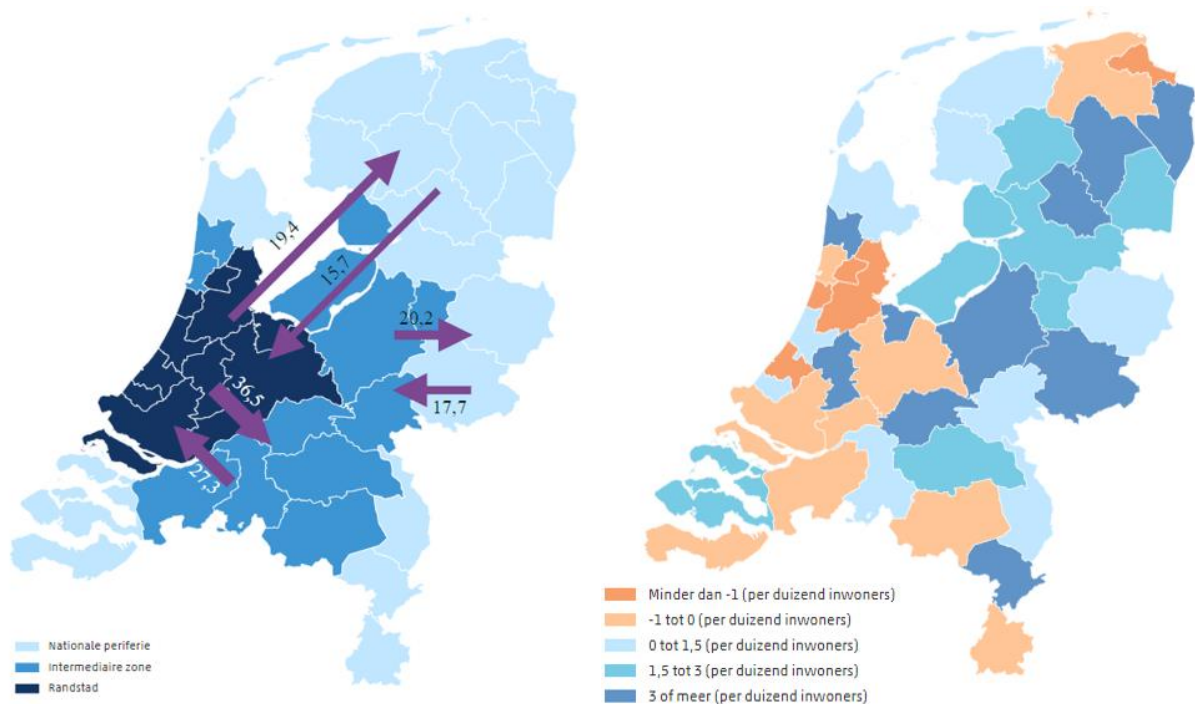 19,4
15,7
20,2
36,5
17,7
27,3
Nationale periferie
Intermediaire zone
Randstad
Minder dan -1 (per duizend inwoners)
-1 tot 0 (per duizend inwoners)
0 tot 1,5 (per duizend inwoners)
1,5 tot 3 (per duizend inwoners)
3 of meer (per duizend inwoners)